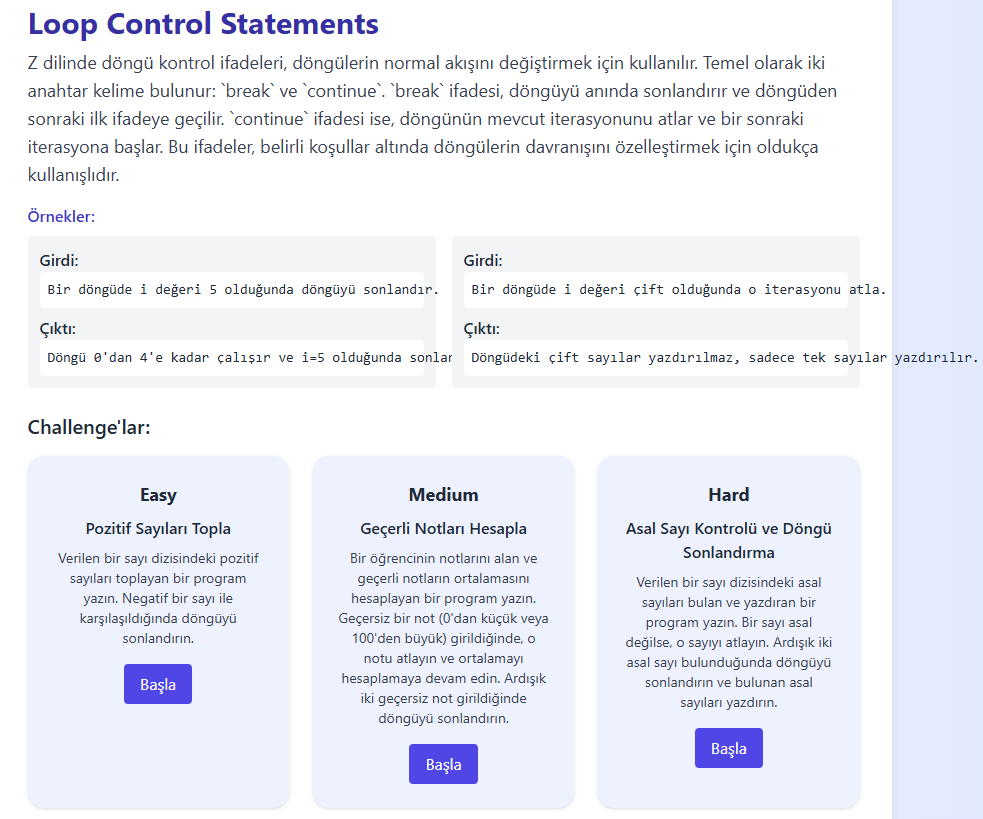 Loop Control Statements
Z dilinde döngü kontrol ifadeleri, döngülerin normal akışını değiştirmek için kullanılır. Temel olarak iki
anahtar kelime bulunur: `break` ve `continue`. `break` ifadesi, döngüyü anında sonlandırır ve döngüden
sonraki ilk ifadeye geçilir. `continue` ifadesi ise, döngünün mevcut iterasyonunu atlar ve bir sonraki
iterasyona başlar. Bu ifadeler, belirli koşullar altında döngülerin davranışını özelleştirmek için oldukça
kullanışlıdır.
Örnekler:
Girdi:
Bir döngüde i değeri 5 olduğunda döngüyü sonlandır.
Çıktı:
Döngü 0'dan 4'e kadar çalışır ve i=5 olduğunda sonlan
Girdi:
Bir döngüde i değeri çift olduğunda o iterasyonu atla.
Çıktı:
Döngüdeki çift sayılar yazdırılmaz, sadece tek sayılar yazdırılır.
Challenge'lar:
Easy
Pozitif Sayıları Topla
Verilen bir sayı dizisindeki pozitif
sayıları toplayan bir program
yazın. Negatif bir sayı ile
karşılaşıldığında döngüyü
sonlandırın.
Başla
Medium
Geçerli Notları Hesapla
Bir öğrencinin notlarını alan ve
geçerli notların ortalamasını
hesaplayan bir program yazın.
Geçersiz bir not (0'dan küçük veya
100'den büyük) girildiğinde, o
notu atlayın ve ortalamayı
hesaplamaya devam edin. Ardışık
iki geçersiz not girildiğinde
döngüyü sonlandırın.
Başla
Hard
Asal Sayı Kontrolü ve Döngü
Sonlandırma
Verilen bir sayı dizisindeki asal
sayıları bulan ve yazdıran bir
program yazın. Bir sayı asal
değilse, o sayıyı atlayın. Ardışık iki
asal sayı bulunduğunda döngüyü
sonlandırın ve bulunan asal
sayıları yazdırın.
Başla